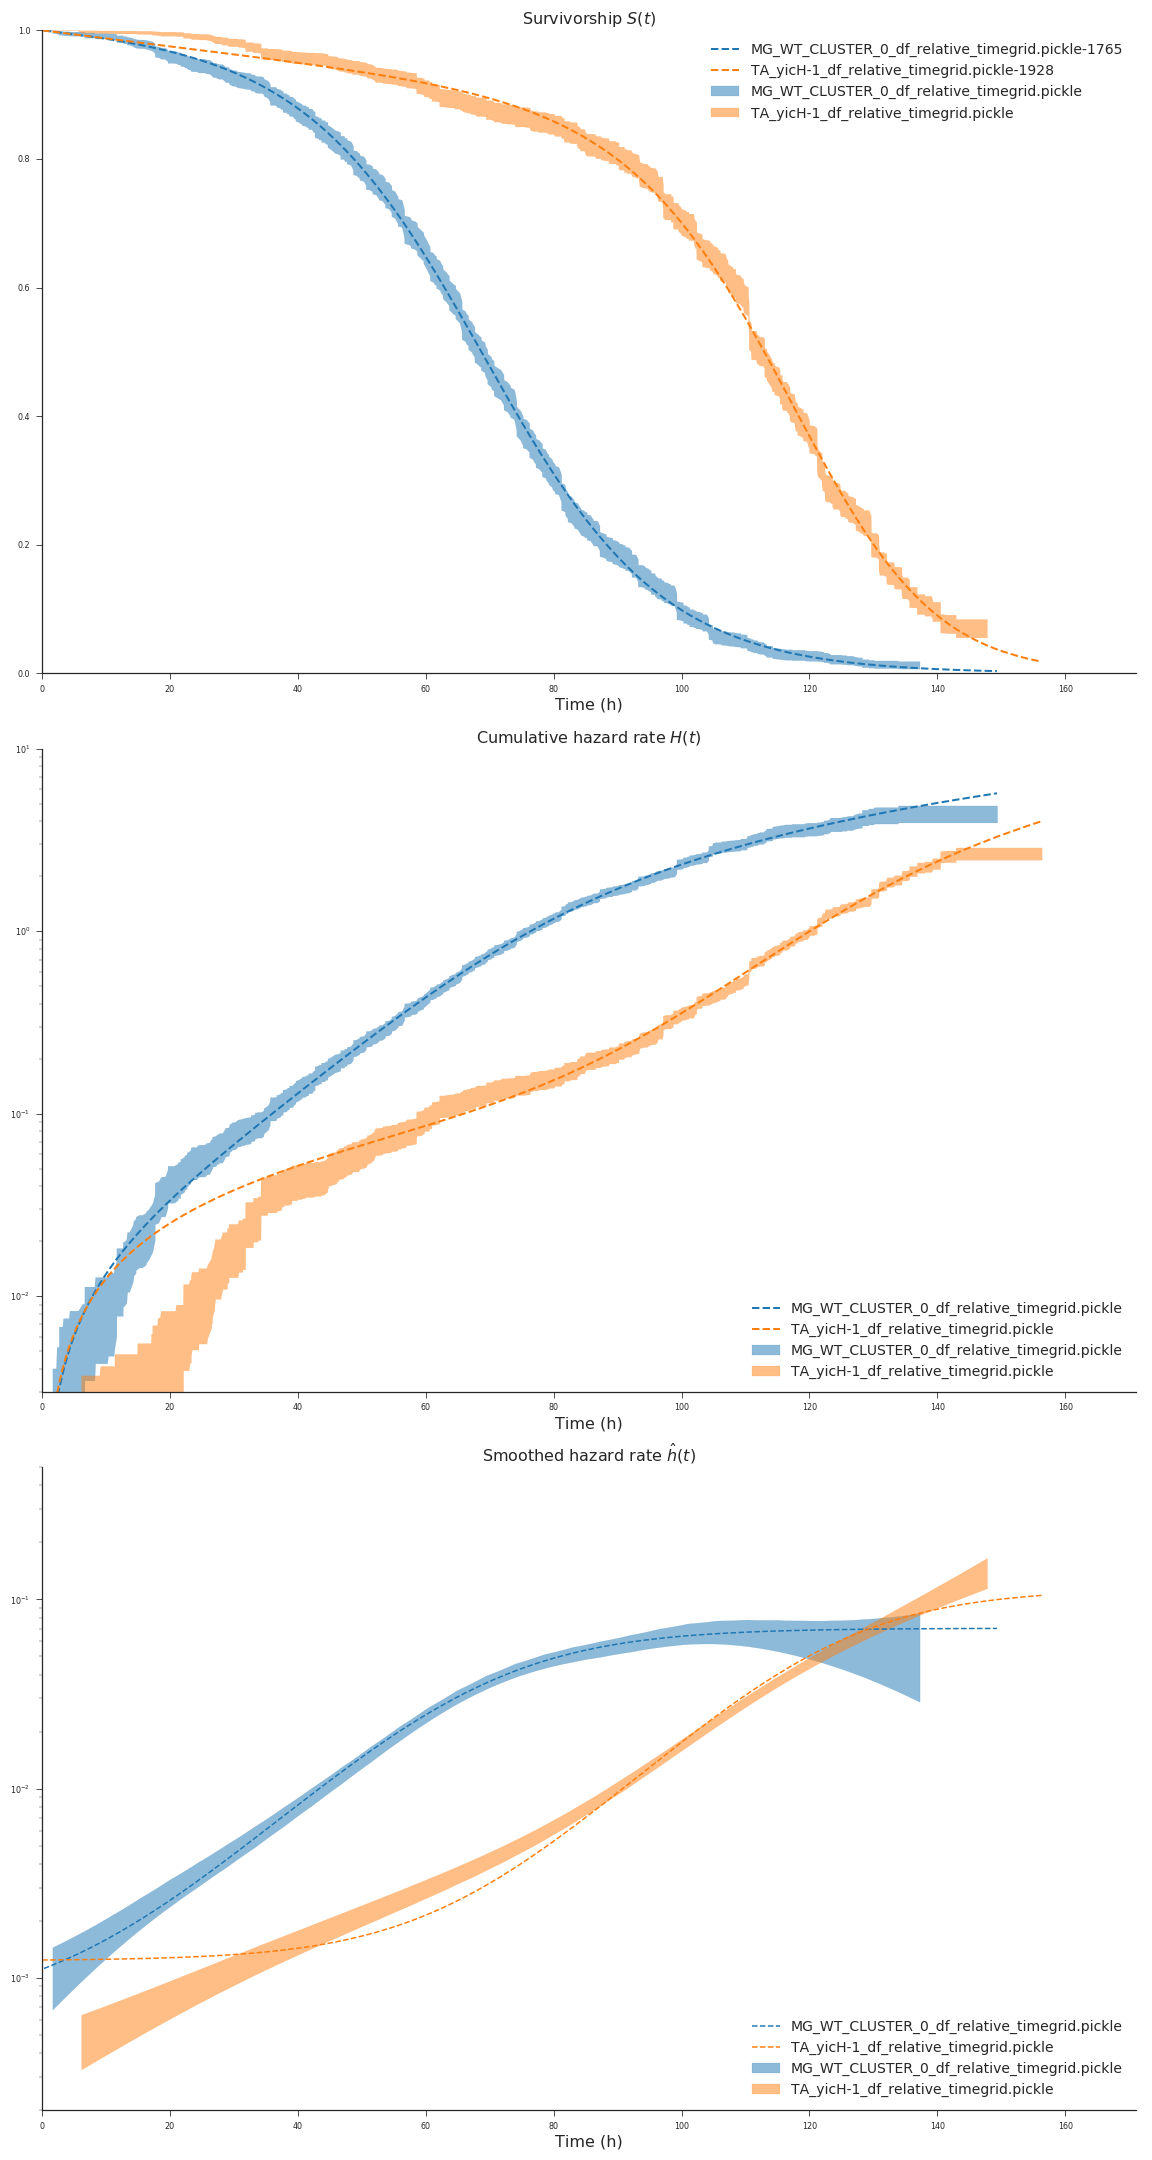 Survivorship S(t)
1.0
MG_WT_CLUSTER_0_df_relative_timegrid.pickle-1765
TA_yicH-1_df_relative_timegrid.pickle-1928
MG_WT_CLUSTER_0_df_relative_timegrid.pickle
TA_yicH-1_df_relative_timegrid.pickle
0.8
0.6
0.4
0.2
0.0
0 20 40 60 80 100 120 140 160
Time (h)
Cumulative hazard rate H(t)
10¹
10⁰
10⁻¹
10⁻²
MG_WT_CLUSTER_0_df_relative_timegrid.pickle
TA_yicH-1_df_relative_timegrid.pickle
MG_WT_CLUSTER_0_df_relative_timegrid.pickle
TA_yicH-1_df_relative_timegrid.pickle
0 20 40 60 80 100 120 140 160
Time (h)
Smoothed hazard rate ĥ(t)
10⁻¹
10⁻²
10⁻³
MG_WT_CLUSTER_0_df_relative_timegrid.pickle
TA_yicH-1_df_relative_timegrid.pickle
MG_WT_CLUSTER_0_df_relative_timegrid.pickle
TA_yicH-1_df_relative_timegrid.pickle
0 20 40 60 80 100 120 140 160
Time (h)